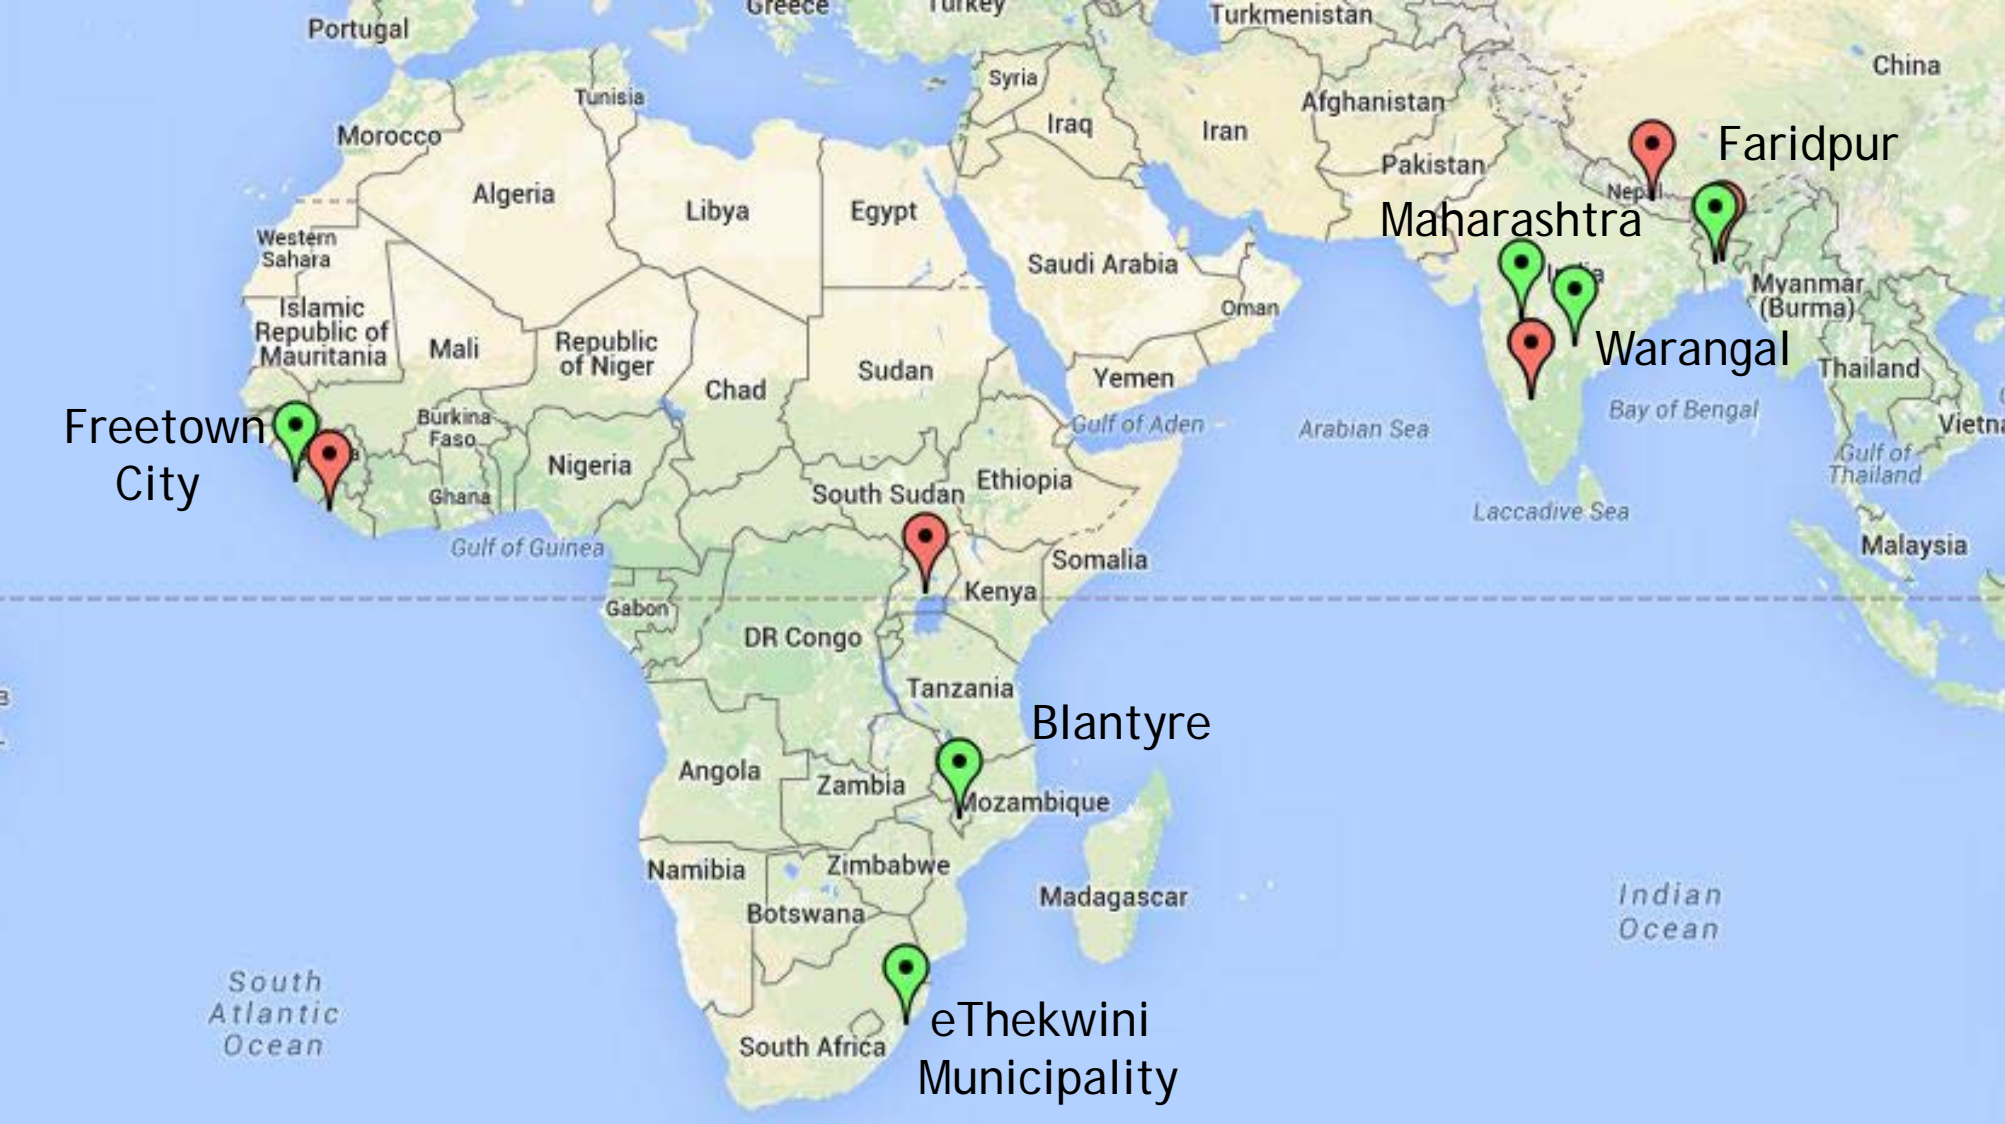 Greece
Turkey
Turkmenistan
Portugal
China
Syria
Tunisia
Afghanistan
Iraq
Iran
Morocco
Faridpur
Pakistan
Algeria
Nepal
Libya
Egypt
Maharashtra
Western
Sahara
Saudi Arabia
India
Myanmar
(Burma)
Oman
Islamic
Republic of
Mauritania
Mali
Republic
of Niger
Sudan
Warangal
Thailand
Yemen
Chad
Bay of Bengal
Burkina
Faso
Freetown
City
Gulf of Aden
Arabian Sea
Vietna
Gulf of
Thailand
Nigeria
Ethiopia
Ghana
South Sudan
Laccadive Sea
Gulf of Guinea
Somalia
Malaysia
Kenya
Gabon
DR Congo
Tanzania
Blantyre
Angola
Zambia
Mozambique
Namibia
Zimbabwe
Madagascar
Indian
Ocean
Botswana
South
Atlantic
Ocean
eThekwini
Municipality
South Africa